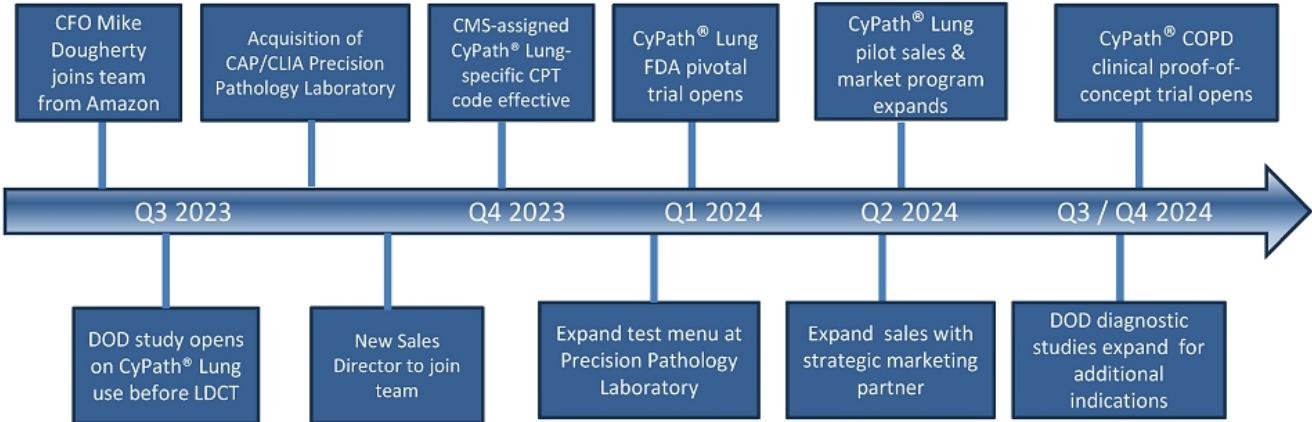 CFO Mike
Dougherty
joins team
from Amazon
Acquisition of
CAP/CLIA Precision
Pathology Laboratory
CMS-assigned
CyPath® Lung-
specific CPT
code effective
CyPath® Lung
FDA pivotal
trial opens
CyPath® Lung
pilot sales &
market program
expands
CyPath® COPD
clinical proof-of-
concept trial opens
Q3 2023
Q4 2023
Q1 2024
Q2 2024
Q3 / Q4 2024
DOD study opens
on CyPath® Lung
use before LDCT
New Sales
Director to join
team
Expand test menu at
Precision Pathology
Laboratory
Expand sales with
strategic marketing
partner
DOD diagnostic
studies expand for
additional
indications